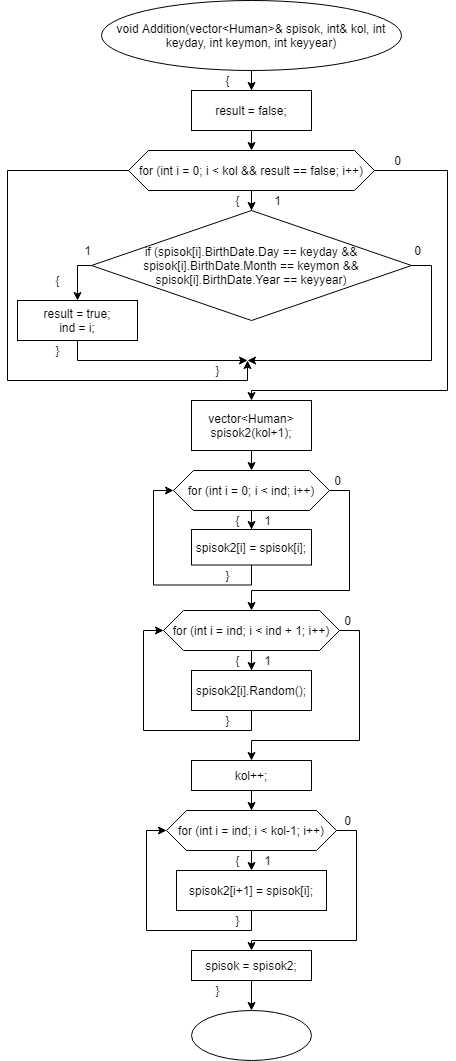 void Addition(vector<Human>& spisok, int& kol, int
keyday, int keymon, int keyyear)
{
result = false;
for (int i = 0; i < kol && result == false; i++)
0
{ 1
if (spisok[i].BirthDate.Day == keyday &&
spisok[i].BirthDate.Month == keymon &&
spisok[i].BirthDate.Year == keyyear)
1
0
{
result = true;
ind = i;
}
}
vector<Human>
spisok2(kol+1);
for (int i = 0; i < ind; i++)
0
{ 1
spisok2[i] = spisok[i];
}
for (int i = ind; i < ind + 1; i++)
0
{ 1
spisok2[i].Random();
}
kol++;
for (int i = ind; i < kol-1; i++)
0
{ 1
spisok2[i+1] = spisok[i];
}
spisok = spisok2;
}